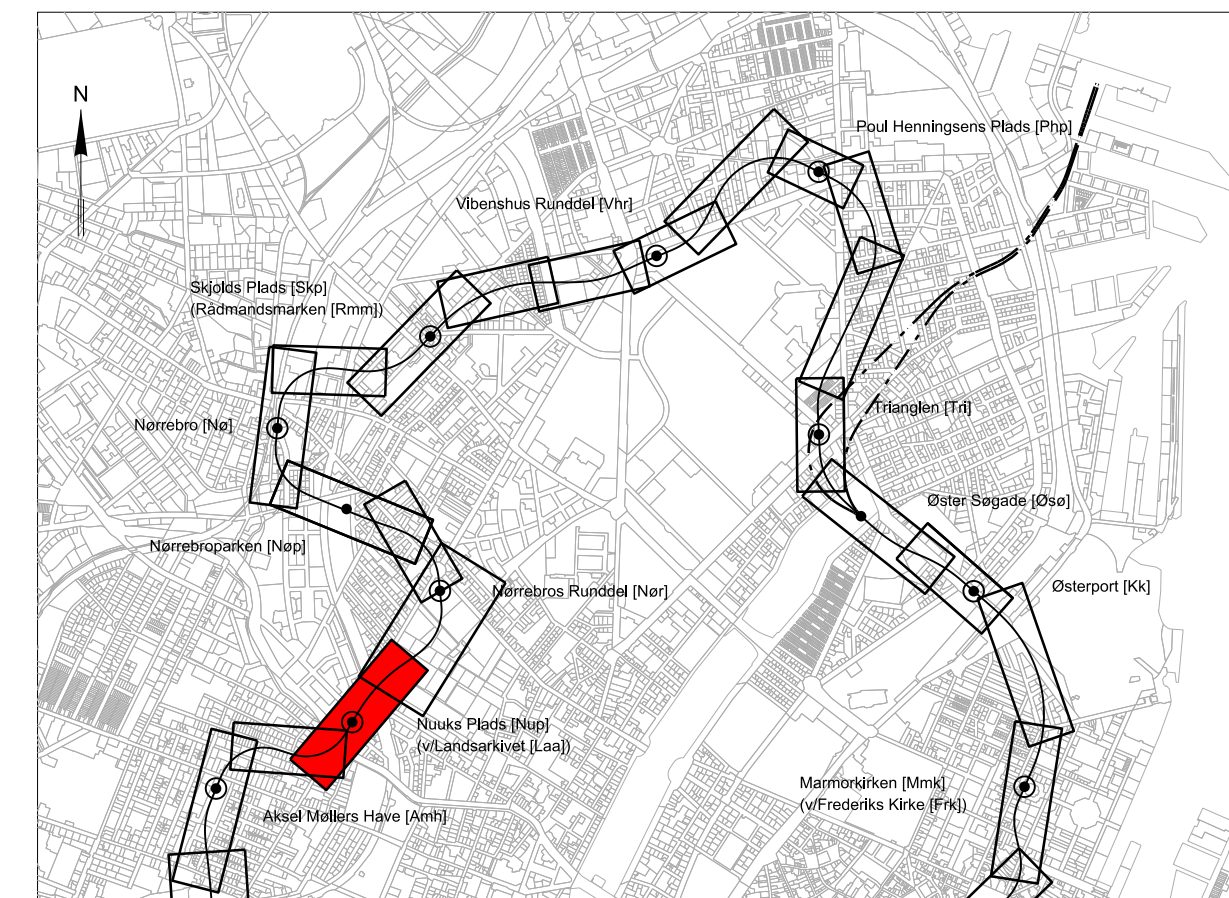 N
Poul Henningsens Plads [Php]
Vibenshus Runddel [Vhr]
Skjolds Plads [Skp]
(Rådmandsmarken [Rmm])
Trianglen [Tri]
Nørrebro [Nø]
Øster Søgade [Øsø]
Nørrebroparken [Nøp]
Østerport [Kk]
Nørrebros Runddel [Nør]
Nuuks Plads [Nup]
(v/Landsarkivet [Laa])
Marmorkirken [Mmk]
(v/Frederiks Kirke [Frk])
Aksel Møllers Have [Amh]